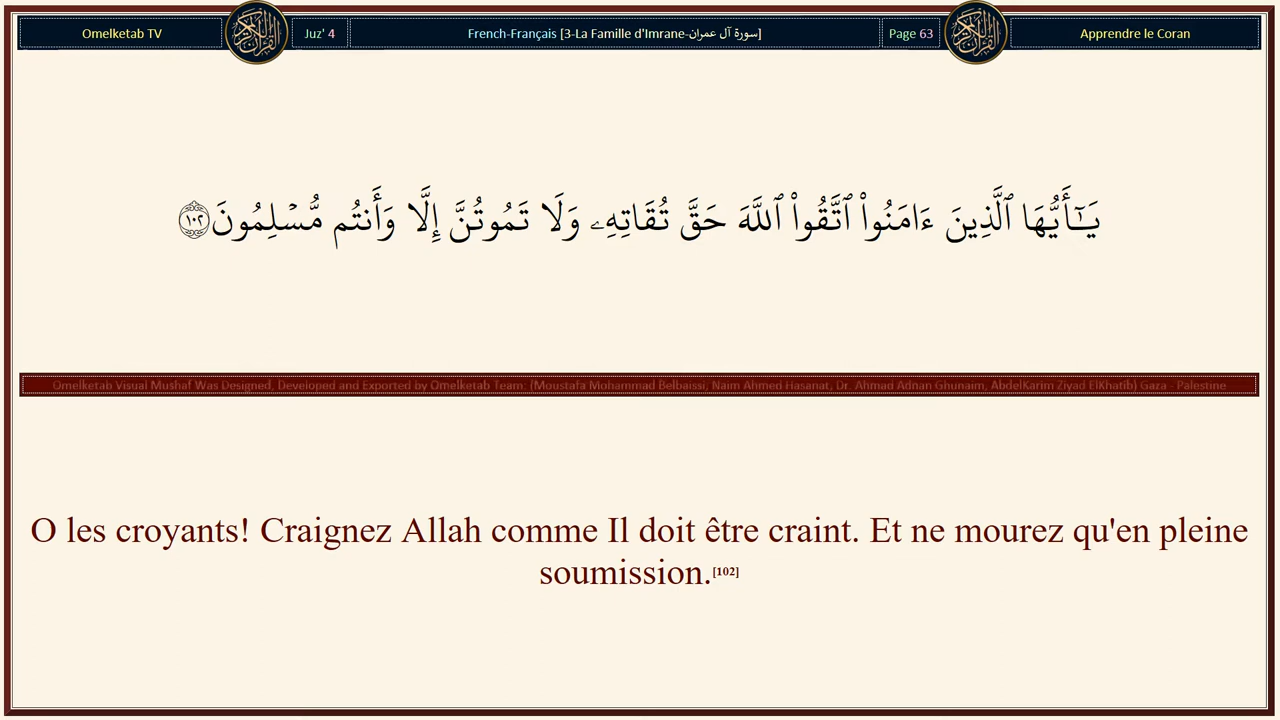 Omelketab TV
Juz' 4
French-Français [3-La Famille d'Imrane-سورة آل عمران]
Page 63
Apprendre le Coran
يَـٰٓأَيُّهَا ٱلَّذِينَ ءَامَنُوا۟ ٱتَّقُوا۟ ٱللَّهَ حَقَّ تُقَاتِهِۦ وَلَا تَمُوتُنَّ إِلَّا وَأَنتُم مُّسْلِمُونَ ١٠٢
Omelketab Visual Mushaf Was Designed, Developed and Exported by Omelketab Team: (Moustafa Mohammad Belbaissi, Naim Ahmed Hasanat, Dr. Ahmad Adnan Ghunaim, AbdelKarim Ziyad ElKhatib) Gaza - Palestine
O les croyants! Craignez Allah comme Il doit être craint. Et ne mourez qu'en pleine
soumission.[102]